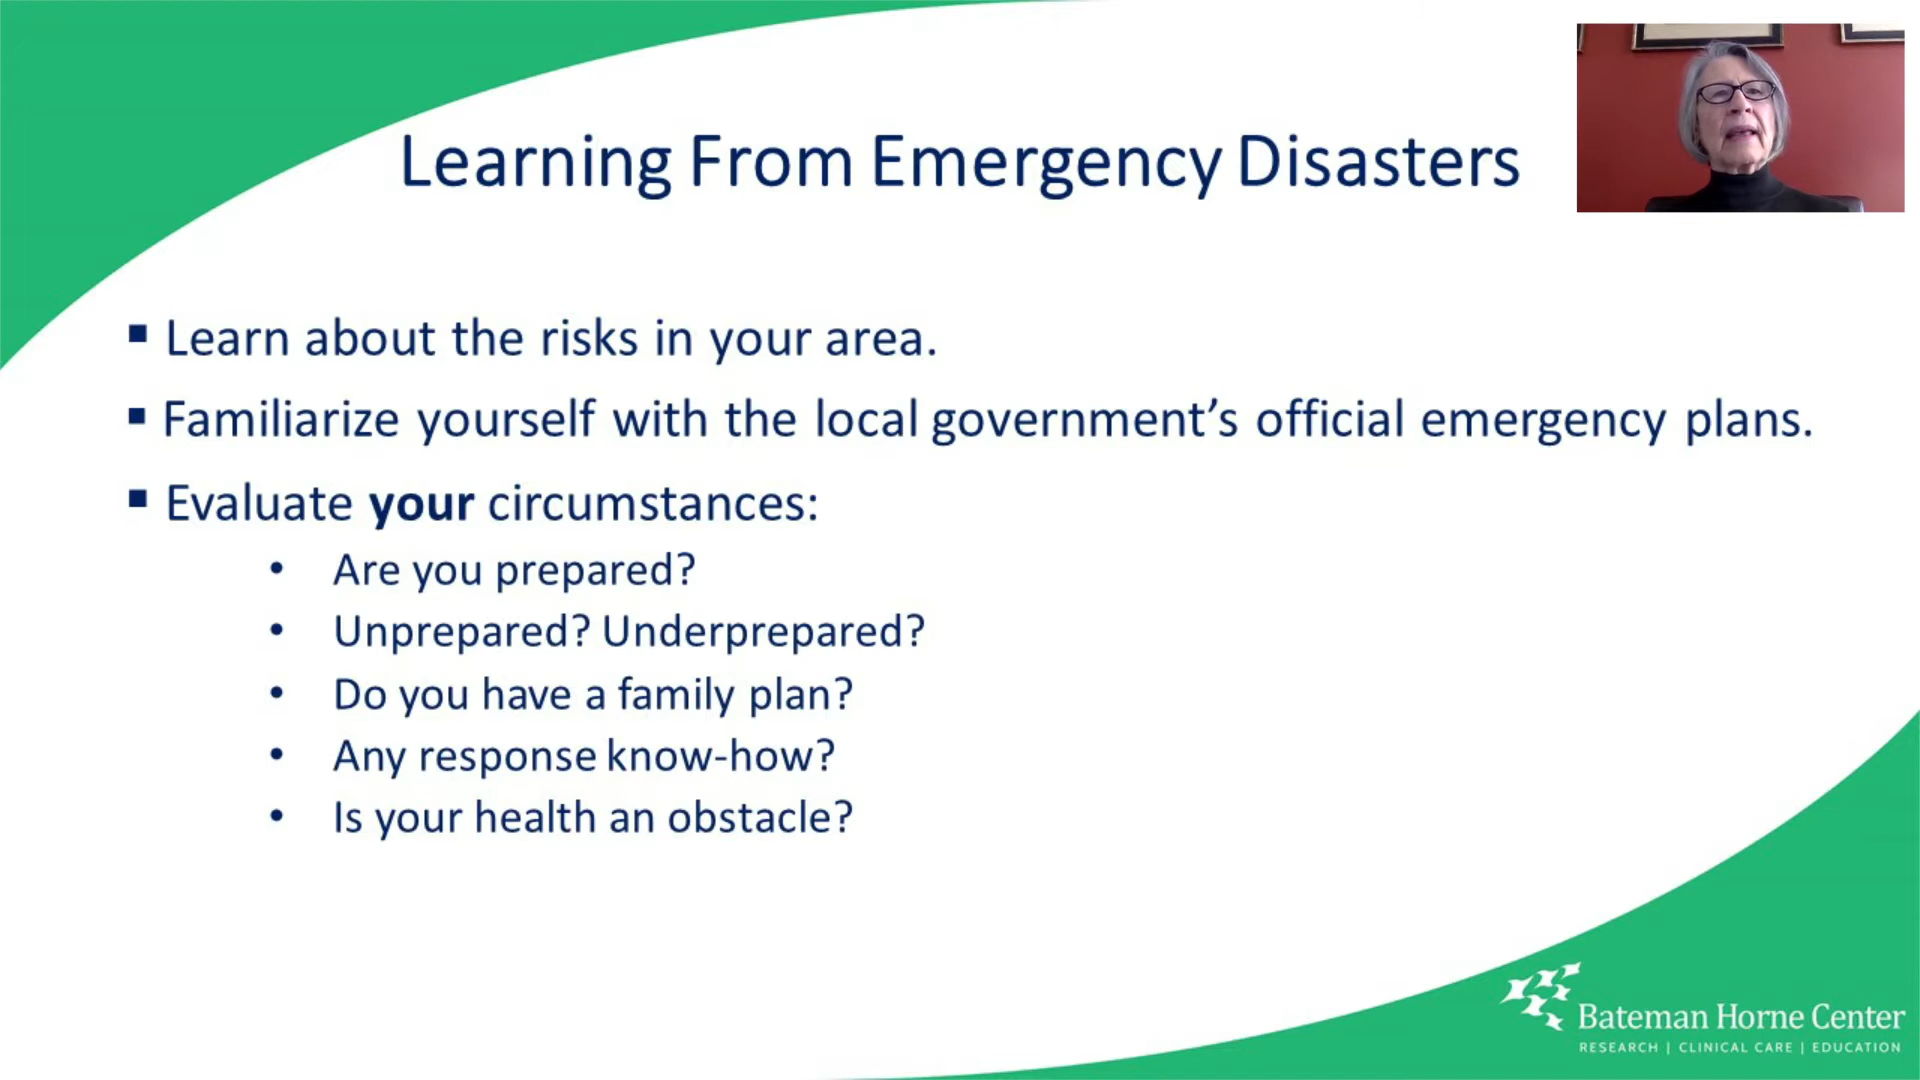 Learning From Emergency Disasters
▪ Learn about the risks in your area.
▪ Familiarize yourself with the local government’s official emergency plans.
▪ Evaluate your circumstances:
• Are you prepared?
• Unprepared? Underprepared?
• Do you have a family plan?
• Any response know-how?
• Is your health an obstacle?
Bateman Horne Center
RESEARCH | CLINICAL CARE | EDUCATION